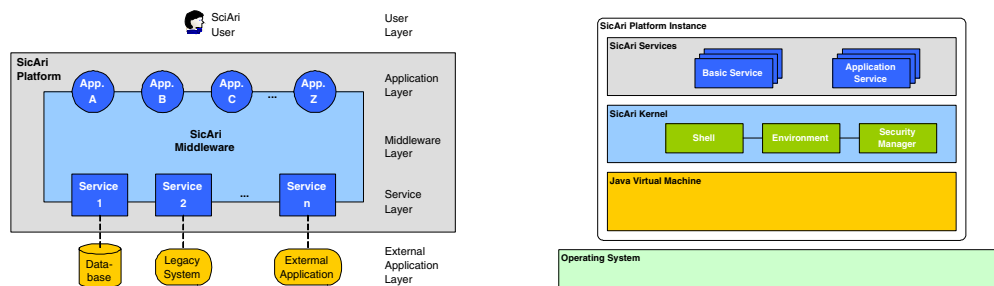 SciAri
User
User
Layer
SicAri
Platform
App.
A
App.
B
App.
C
...
App.
Z
Application
Layer
SicAri
Middleware
Middleware
Layer
Service
1
Service
2
...
Service
n
Service
Layer
Data-
base
Legacy
System
Extermal
Application
External
Application
Layer
SicAri Platform Instance
SicAri Services
Basic Service
Application
Service
SicAri Kernel
Shell
Environment
Security
Manager
Java Virtual Machine
Operating System